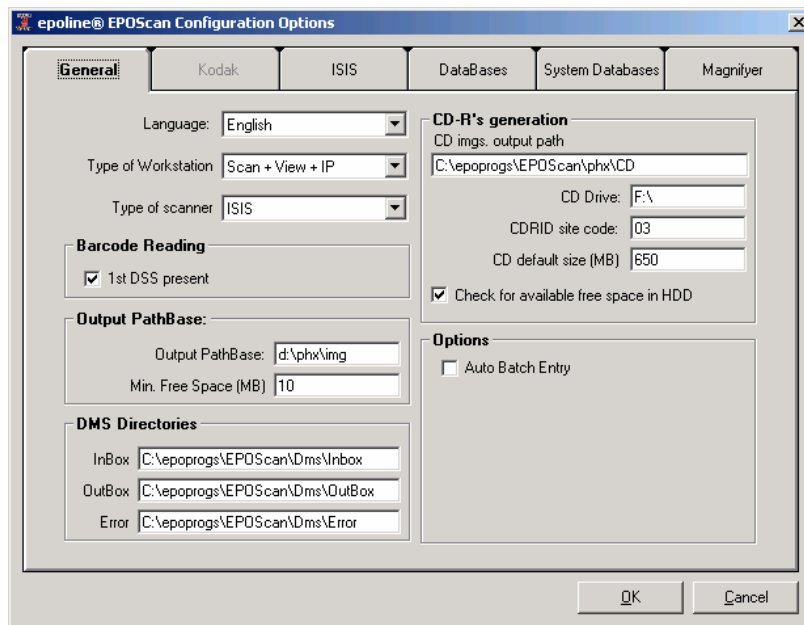 epoline® EPOScan Configuration Options
General
Kodak
ISIS
DataBases
System Databases
Magnifyer
Language: English
Type of Workstation Scan + View + IP
Type of scanner ISIS
Barcode Reading
1st DSS present
Output PathBase:
Output PathBase: d:\phx\img
Min. Free Space (MB) 10
DMS Directories
InBox C:\epoprogs\EPOScan\Dms\Inbox
OutBox C:\epoprogs\EPOScan\Dms\OutBox
Error C:\epoprogs\EPOScan\Dms\Error
CD-R's generation
CD imgs. output path
C:\epoprogs\EPOScan\phx\CD
CD Drive: F:\
CDRID site code: 03
CD default size (MB) 650
Check for available free space in HDD
Options
Auto Batch Entry
OK
Cancel